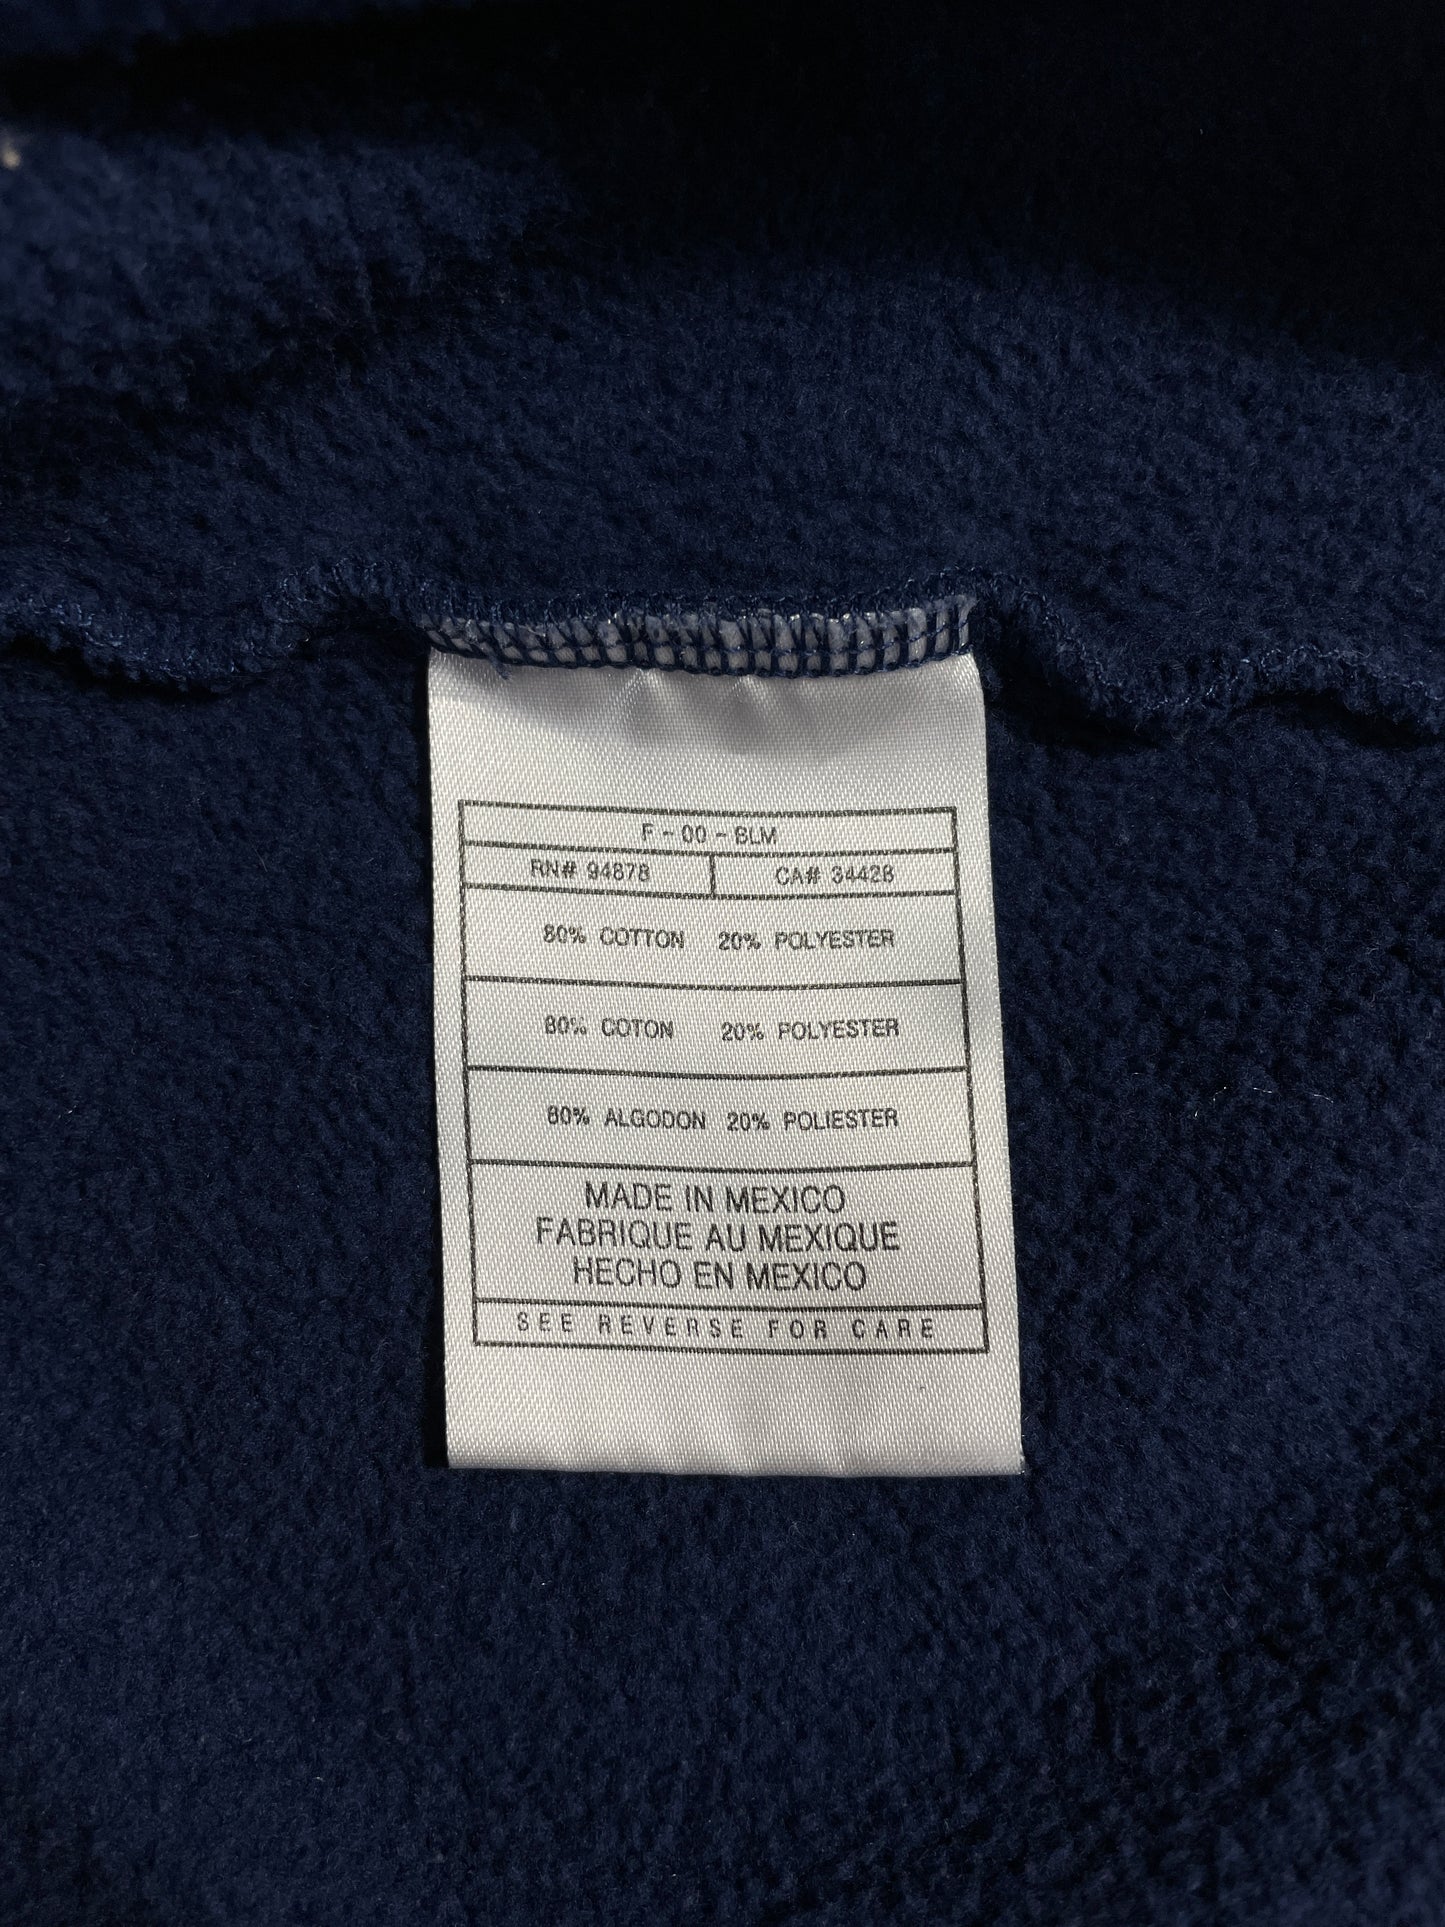 F - 00 - BLM
RN# 94878 CA# 34428
80% COTTON 20% POLYESTER
80% COTON 20% POLYESTER
80% ALGODON 20% POLIESTER
MADE IN MEXICO
FABRIQUE AU MEXIQUE
HECHO EN MEXICO
SEE REVERSE FOR CARE